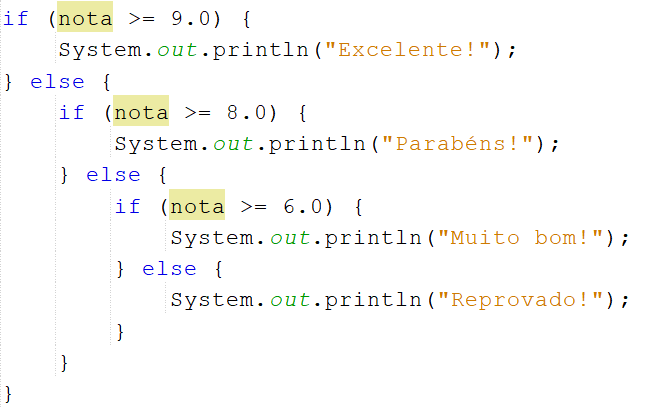 if (nota >= 9.0) {
    System.out.println("Excelente!");
} else {
    if (nota >= 8.0) {
        System.out.println("Parabéns!");
    } else {
        if (nota >= 6.0) {
            System.out.println("Muito bom!");
        } else {
            System.out.println("Reprovado!");
        }
    }
}